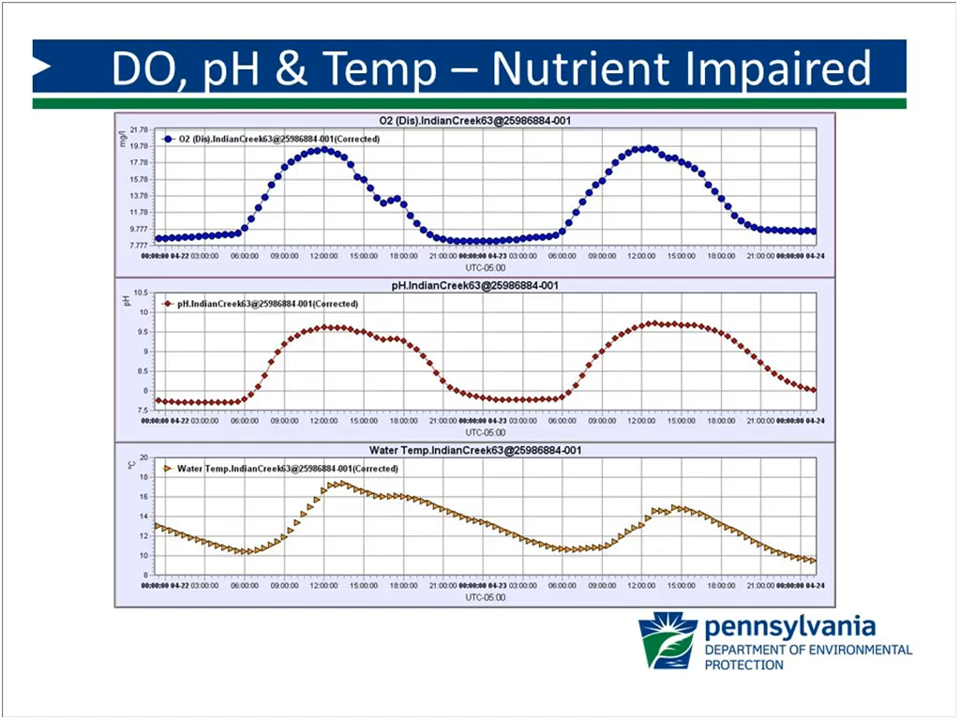 DO, pH & Temp – Nutrient Impaired
O2 (Dis).IndianCreek63@25986884-001
mg/l
O2 (Dis).IndianCreek63@25986884-001(Corrected)
21.78
19.78
17.78
15.78
13.78
11.78
9.777
7.777
00:00:00 04-22 03:00:00 06:00:00 09:00:00 12:00:00 15:00:00 18:00:00 21:00:00 00:00:00 04-23 03:00:00 06:00:00 09:00:00 12:00:00 15:00:00 18:00:00 21:00:00 00:00:00 04-24
UTC-05:00
pH.IndianCreek63@25986884-001
pH
pH.IndianCreek63@25986884-001(Corrected)
10.5
10
9.5
9
8.5
8
7.5
00:00:00 04-22 03:00:00 06:00:00 09:00:00 12:00:00 15:00:00 18:00:00 21:00:00 00:00:00 04-23 03:00:00 06:00:00 09:00:00 12:00:00 15:00:00 18:00:00 21:00:00 00:00:00 04-24
UTC-05:00
Water Temp.IndianCreek63@25986884-001
°C
Water Temp.IndianCreek63@25986884-001(Corrected)
20
18
16
14
12
10
8
00:00:00 04-22 03:00:00 06:00:00 09:00:00 12:00:00 15:00:00 18:00:00 21:00:00 00:00:00 04-23 03:00:00 06:00:00 09:00:00 12:00:00 15:00:00 18:00:00 21:00:00 00:00:00 04-24
UTC-05:00
pennsylvania
DEPARTMENT OF ENVIRONMENTAL
PROTECTION